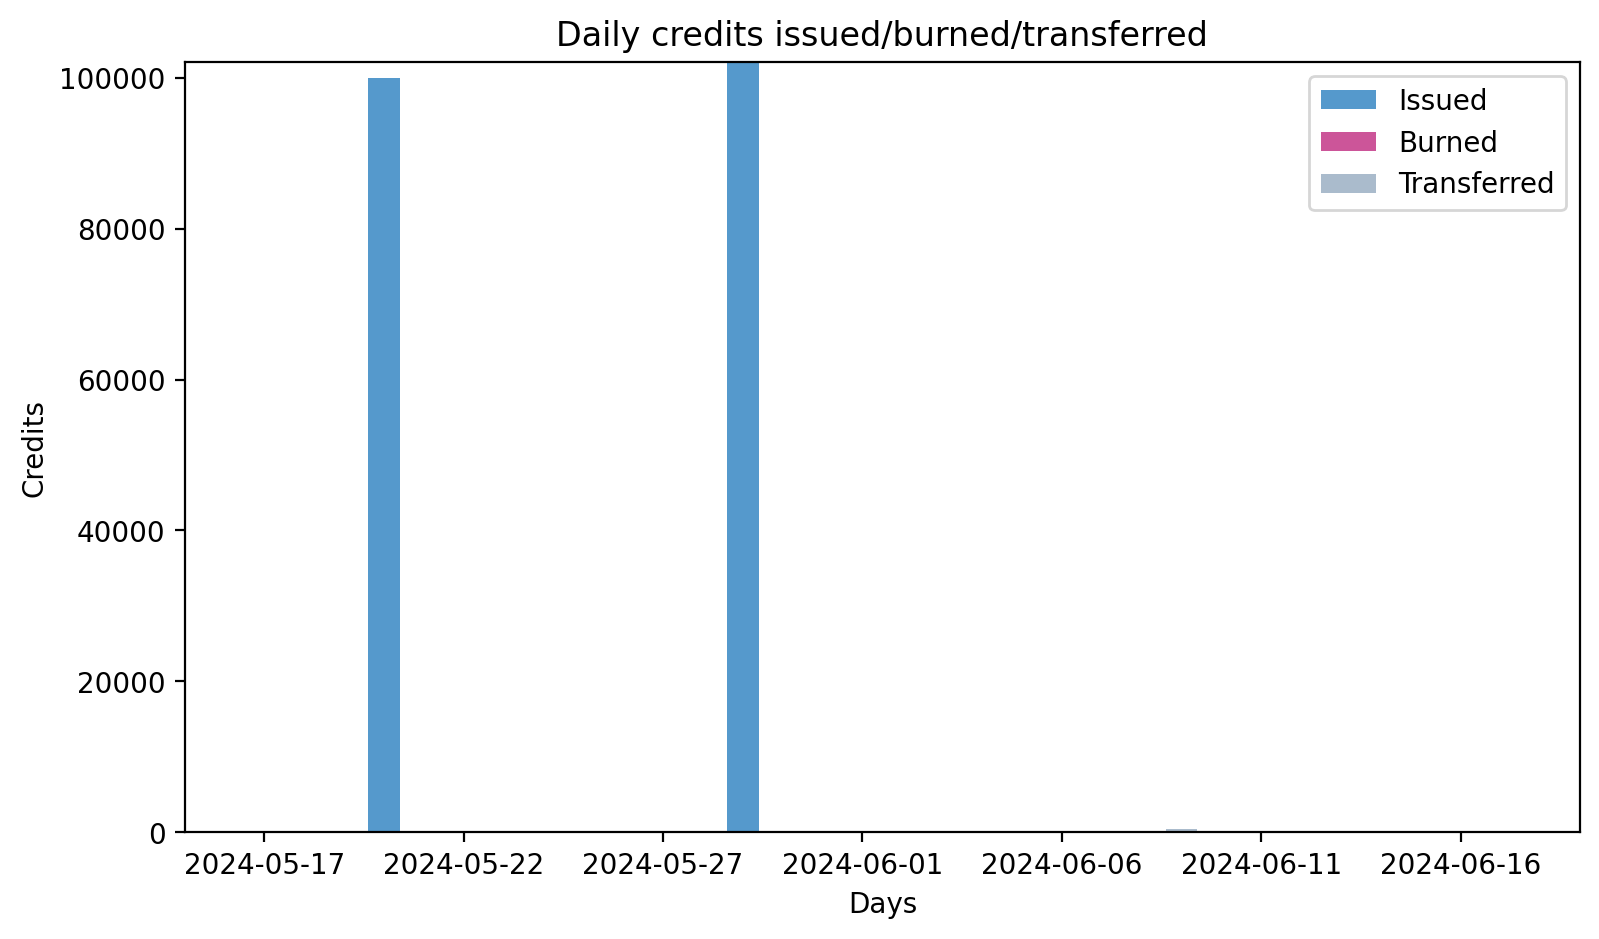 Daily credits issued/burned/transferred
100000
80000
60000
40000
20000
0
Credits
Issued
Burned
Transferred
2024-05-17 2024-05-22 2024-05-27 2024-06-01 2024-06-06 2024-06-11 2024-06-16
Days